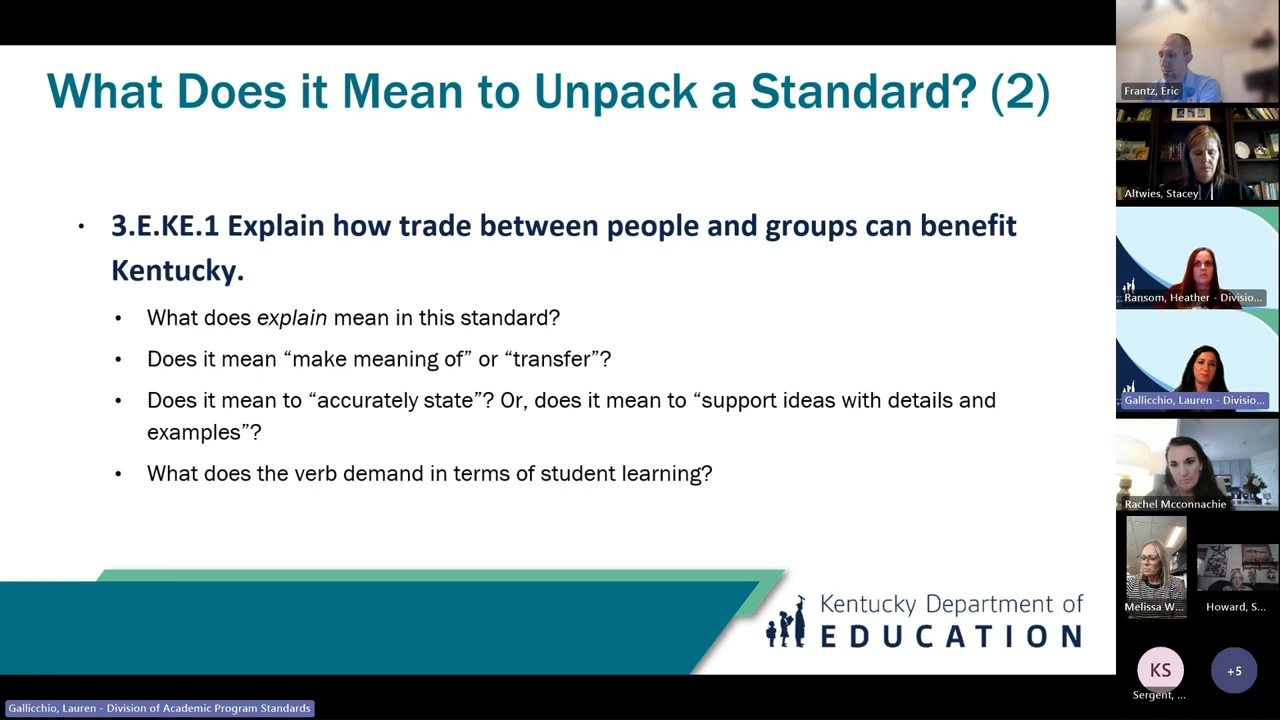 What Does it Mean to Unpack a Standard? (2)
• 3.E.KE.1 Explain how trade between people and groups can benefit
Kentucky.
• What does explain mean in this standard?
• Does it mean “make meaning of” or “transfer”?
• Does it mean to “accurately state”? Or, does it mean to “support ideas with details and
examples”?
• What does the verb demand in terms of student learning?
Kentucky Department of
EDUCATION
Gallicchio, Lauren - Division of Academic Program Standards
Frantz, Eric
Altwies, Stacey
Ransom, Heather - Divisio...
Gallicchio, Lauren - Divisio...
Rachel Mcconnachie
Melissa W...
Howard, S...
KS
+5
Sergent, ...